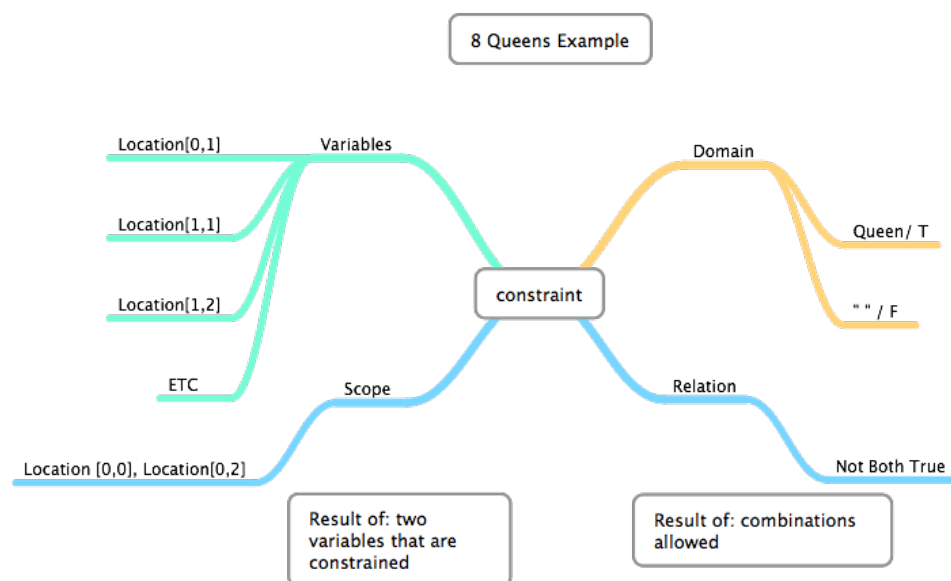 8 Queens Example
Location[0,1]
Variables
Domain
Location[1,1]
Queen/ T
constraint
Location[1,2]
" " / F
ETC
Scope
Relation
Location [0,0], Location[0,2]
Not Both True
Result of: two
variables that are
constrained
Result of: combinations
allowed